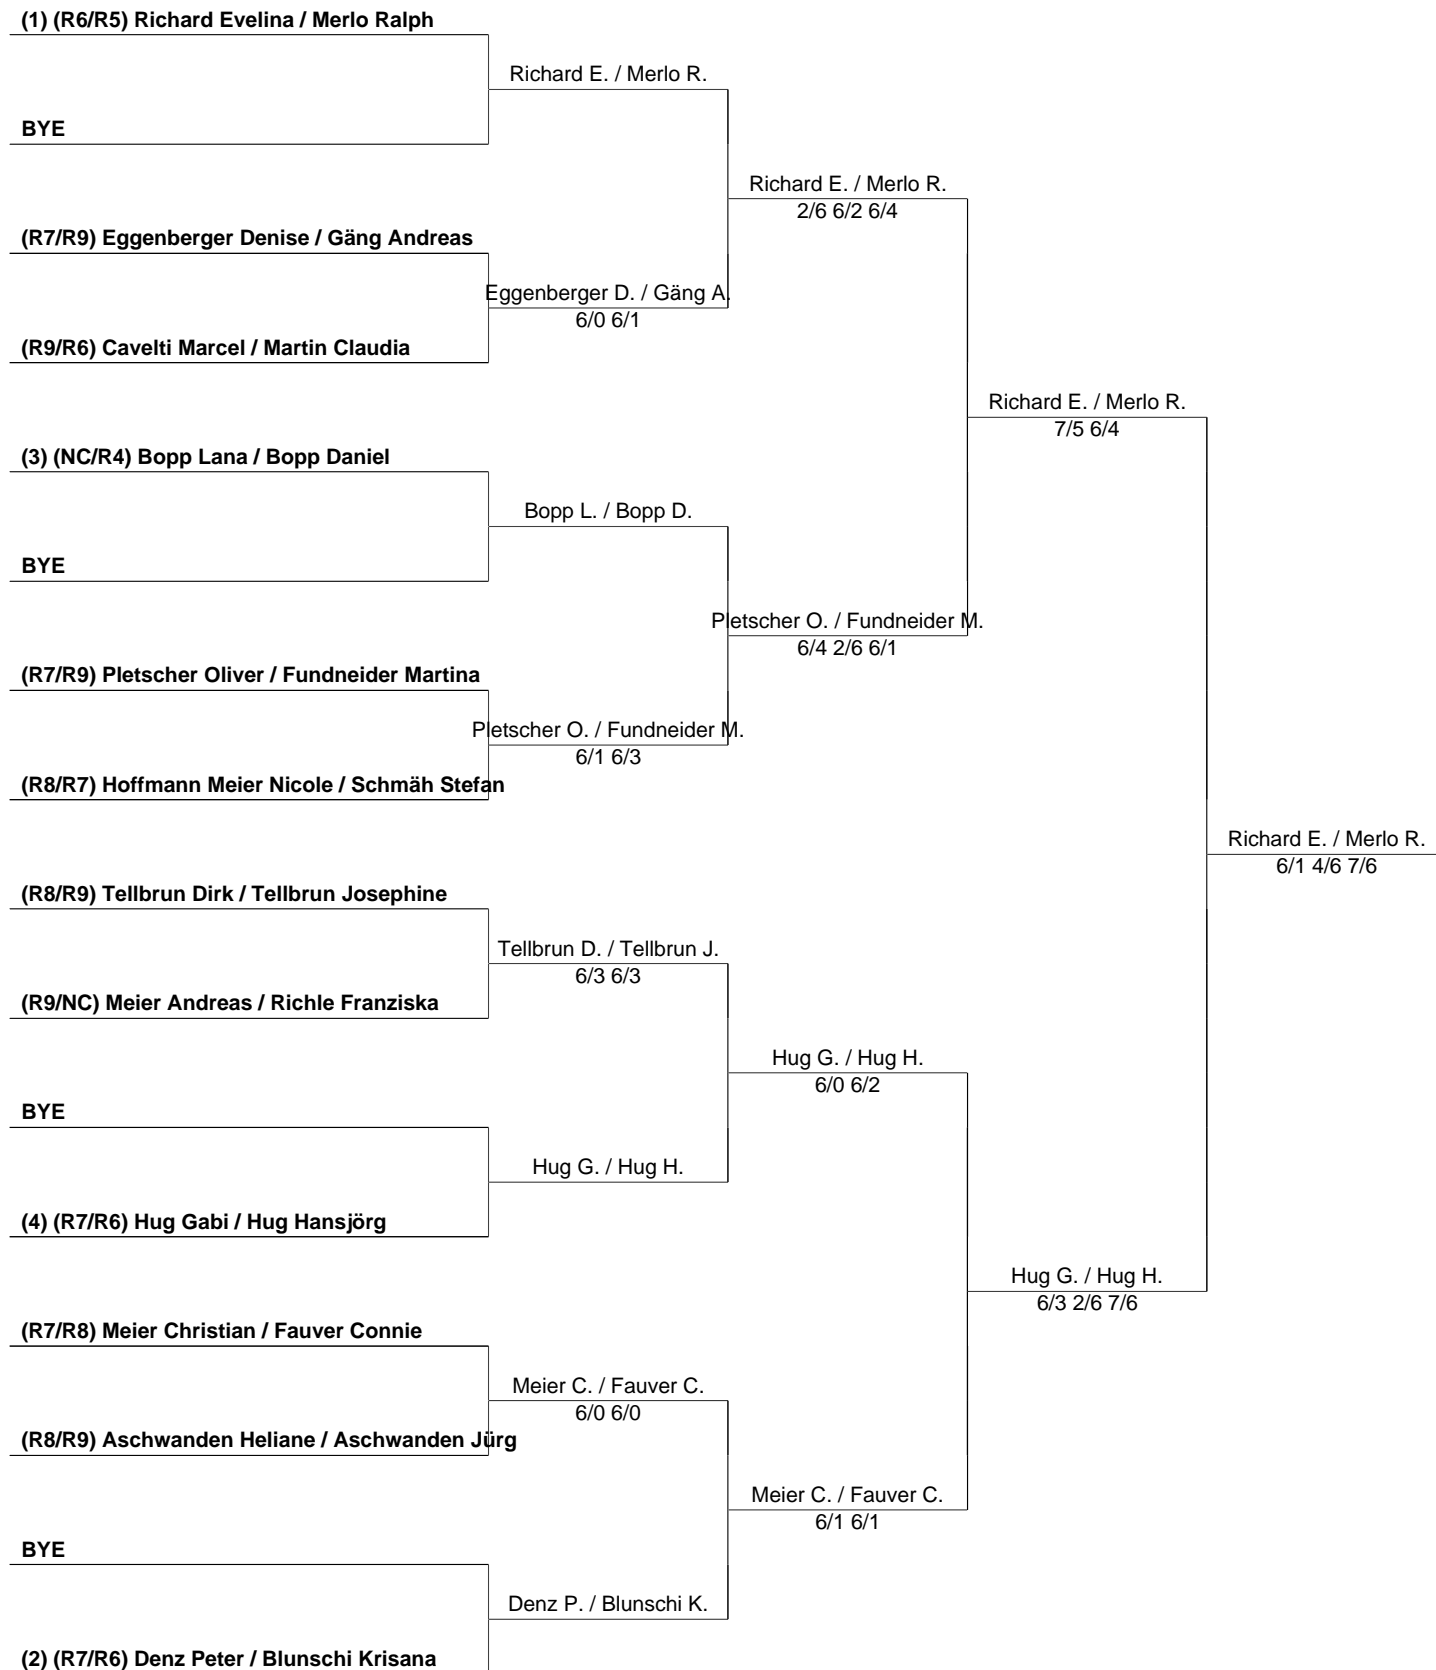 (1) (R6/R5) Richard Evelina / Merlo Ralph
Richard E. / Merlo R.
BYE
Richard E. / Merlo R.
2/6 6/2 6/4
(R7/R9) Eggenberger Denise / Gäng Andreas
Eggenberger D. / Gäng A.
6/0 6/1
(R9/R6) Cavelti Marcel / Martin Claudia
Richard E. / Merlo R.
7/5 6/4
(3) (NC/R4) Bopp Lana / Bopp Daniel
Bopp L. / Bopp D.
BYE
Pletscher O. / Fundneider M.
6/4 2/6 6/1
(R7/R9) Pletscher Oliver / Fundneider Martina
Pletscher O. / Fundneider M.
6/1 6/3
(R8/R7) Hoffmann Meier Nicole / Schmäh Stefan
Richard E. / Merlo R.
6/1 4/6 7/6
(R8/R9) Tellbrun Dirk / Tellbrun Josephine
Tellbrun D. / Tellbrun J.
6/3 6/3
(R9/NC) Meier Andreas / Richle Franziska
Hug G. / Hug H.
6/0 6/2
BYE
Hug G. / Hug H.
(4) (R7/R6) Hug Gabi / Hug Hansjörg
Hug G. / Hug H.
6/3 2/6 7/6
(R7/R8) Meier Christian / Fauver Connie
Meier C. / Fauver C.
6/0 6/0
(R8/R9) Aschwanden Heliane / Aschwanden Jürg
Meier C. / Fauver C.
6/1 6/1
BYE
Denz P. / Blunschi K.
(2) (R7/R6) Denz Peter / Blunschi Krisana